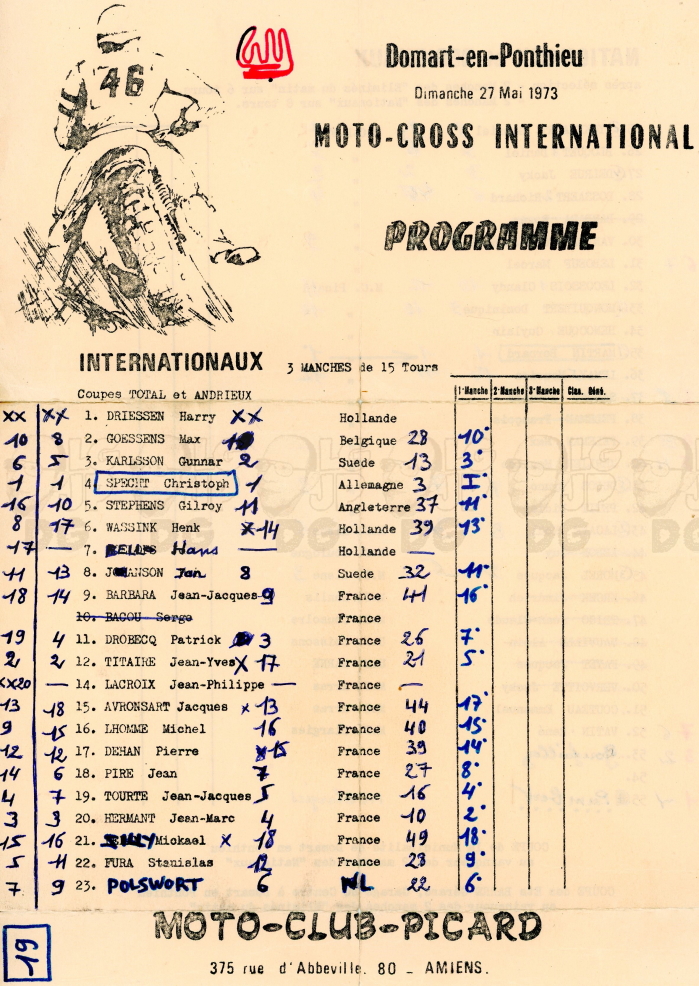 46
Domart-en-Ponthieu
Dimanche 27 Mai 1973
MOTO-CROSS INTERNATIONAL
PROGRAMME
INTERNATIONAUX 3 MANCHES de 15 Tours
Coupes TOTAL et ANDRIEUX 1e Manche 2e Manche 3e Manche Clas. Géné.
XX XX 1. DRIESSEN Harry XX Hollande
10 8 2. GOESSENS Max Belgique 28 10
6 5 3. KARLSSON Gunnar 2 Suede 13 3
1 1 4 SPECHT Christoph 1 Allemagne 3 I
16 10 5. STEPHENS Gilroy 11 Angleterre 37 11
8 17 6. WASSINK Henk X 14 Hollande 39 13
17 — 7. Hans — Hollande —
11 13 8. Jan 8 Suede 32 11
18 14 9. BARBARA Jean-Jacques 9 France 41 16
10. BACOU Serge France
19 4 11. DROBECQ Patrick 3 France 26 7
2 2 12. TITAIRE Jean-Yves X 17 France 21 5
XX20 — 14. LACROIX Jean-Philippe — France —
13 18 15. AVRONSART Jacques x 13 France 44 17
9 15 16. LHOMME Michel 16 France 40 15
12 12 17. DEHAN Pierre x 15 France 39 14
14 6 18. PIRE Jean 7 France 27 8
4 7 19. TOURTE Jean-Jacques 5 France 16 4
3 3 20. HERMANT Jean-Marc 4 France 10 2
15 16 21. Mickael x 18 France 49 18
5 11 22. FURA Stanislas 12 France 28 9
7 9 23. POLSWORT 6 NL 22 6
MOTO-CLUB-PICARD
19
375 rue d'Abbeville. 80 - AMIENS.